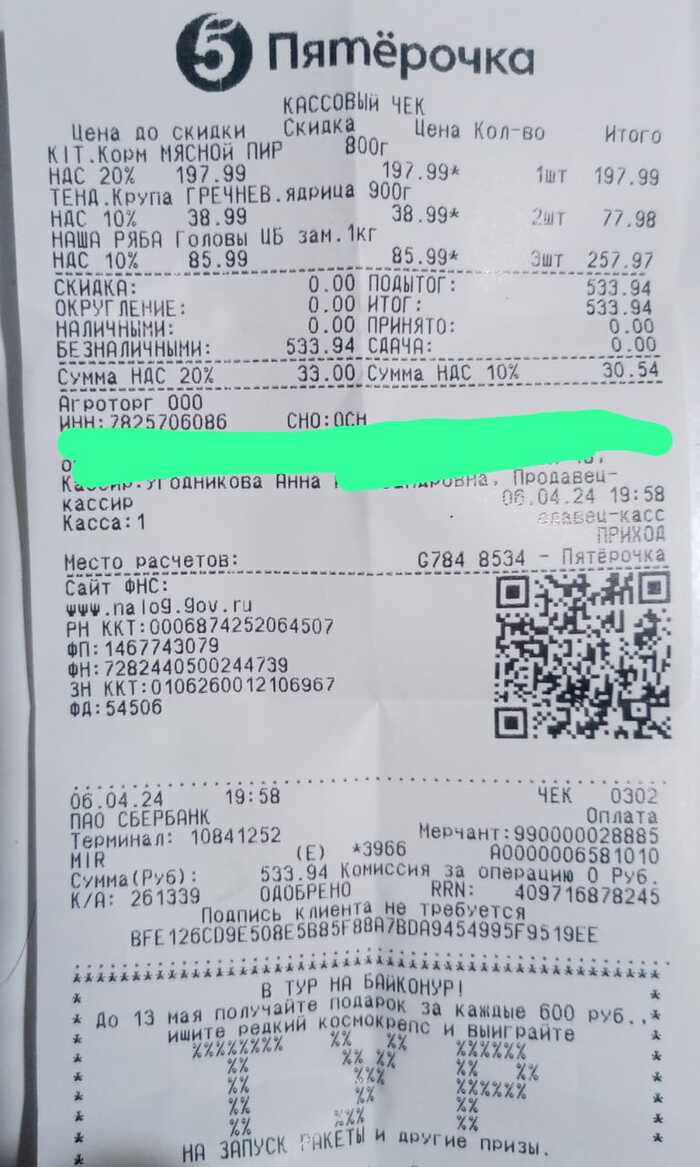 5 Пятёрочка
КАССОВЫЙ ЧЕК
Цена до скидки Скидка Цена Кол-во Итого
KIT.Корм МЯСНОЙ ПИР 800г
НДС 20% 197.99 197.99* 1шт 197.99
ТЕНД.Крупа ГРЕЧНЕВ.ядрица 900г
НДС 10% 38.99 38.99* 2шт 77.98
НАША РЯБА Головы ЦБ зам.1кг
НДС 10% 85.99 85.99* 3шт 257.97
СКИДКА: 0.00 ПОДЫТОГ: 533.94
ОКРУГЛЕНИЕ: 0.00 ИТОГ: 533.94
НАЛИЧНЫМИ: 0.00 ПРИНЯТО: 0.00
БЕЗНАЛИЧНЫМИ: 533.94 СДАЧА: 0.00
Сумма НДС 20% 33.00 Сумма НДС 10% 30.54
Агроторг ООО
ИНН:7825706086 СНО:ОСН
Кассир:Угодникова Анна Продавец-
кассир 06.04.24 19:58
Касса:1
ПРИХОД
Место расчетов: G784 8534 - Пятёрочка
Сайт ФНС:
www.nalog.gov.ru
РН ККТ:0006874252064507
ФП:1467743079
ФН:7282440500244739
ЗН ККТ:0106260012106967
ФД:54506
06.04.24 19:58 ЧЕК 0302
ПАО СБЕРБАНК Оплата
Терминал: 10841252 Мерчант:990000028885
MIR (E) *3966 A0000006581010
Сумма(Руб): 533.94 Комиссия за операцию 0 Руб.
К/А: 261339 ОДОБРЕНО RRN: 409716878245
Подпись клиента не требуется
BFE126CD9E508E5B85F88A7BDA9454995F9519EE
В ТУР НА БАЙКОНУР!
До 13 мая получайте подарок за каждые 600 руб.,
ищите редкий космокрепс и выиграйте
ТУР
НА ЗАПУСК РАКЕТЫ и другие призы.